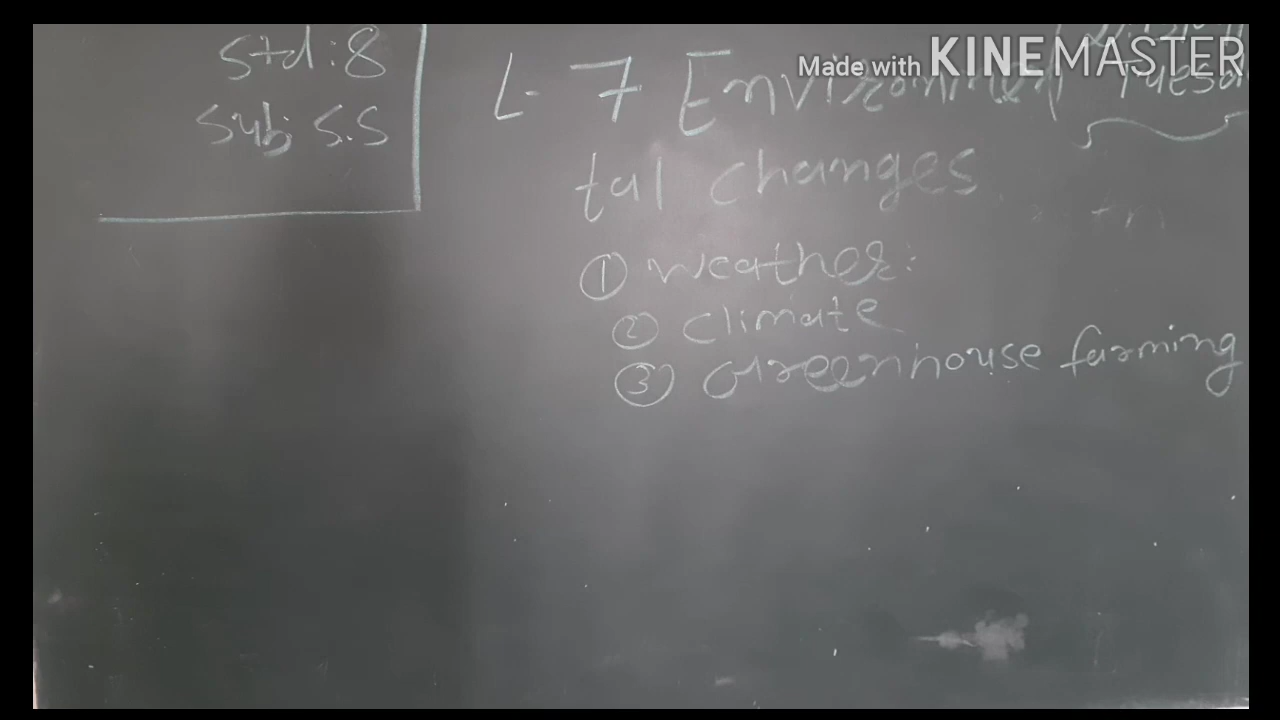 Std:8
Sub: S.S
Made with KINEMASTER
L- 7 Environmen
tal changes
① weather:
② climate
③ Greenhouse farming